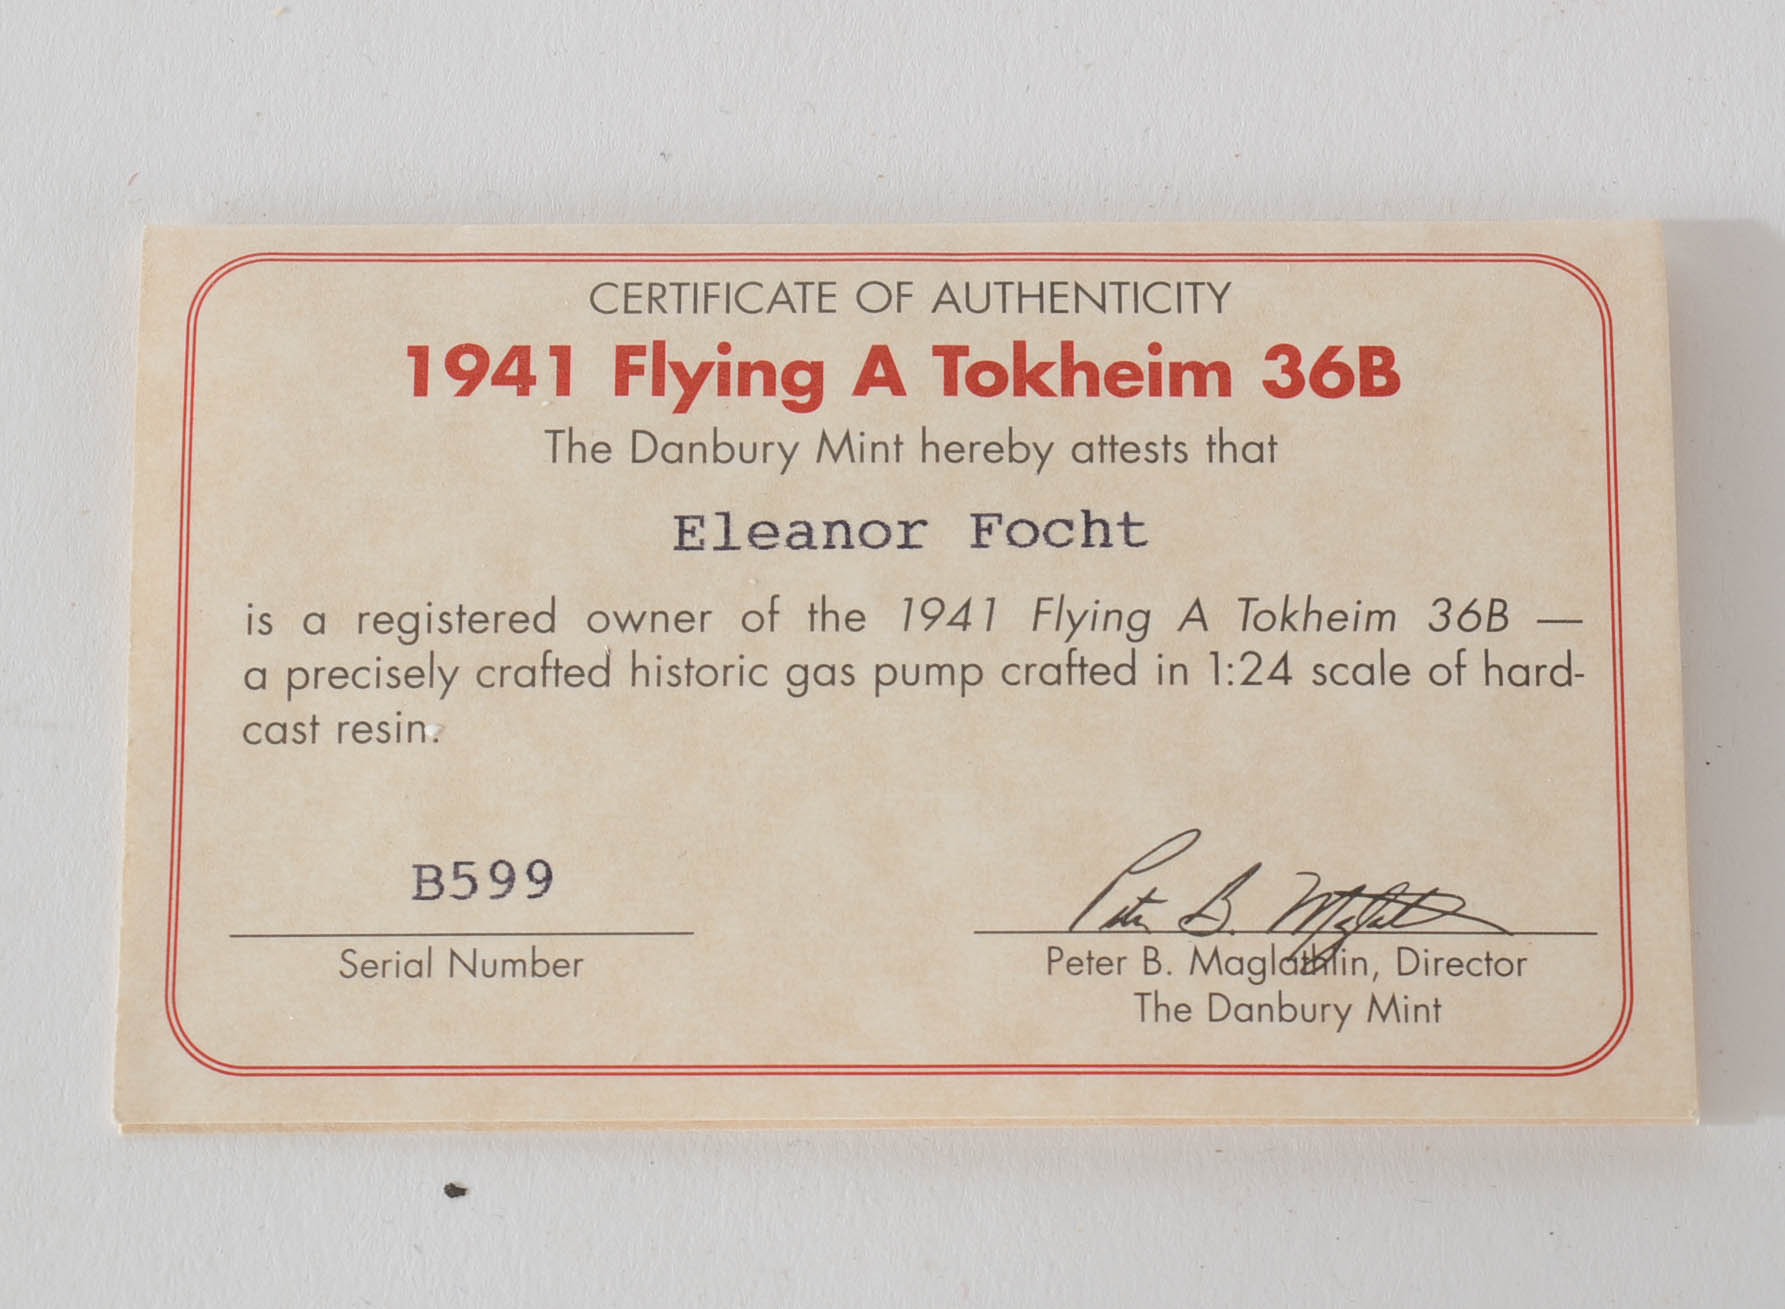 CERTIFICATE OF AUTHENTICITY
1941 Flying A Tokheim 36B
The Danbury Mint hereby attests that
Eleanor Focht
is a registered owner of the 1941 Flying A Tokheim 36B —
a precisely crafted historic gas pump crafted in 1:24 scale of hard-
cast resin.
B599
Serial Number
Peter B. Maglathlin
Peter B. Maglathlin, Director
The Danbury Mint